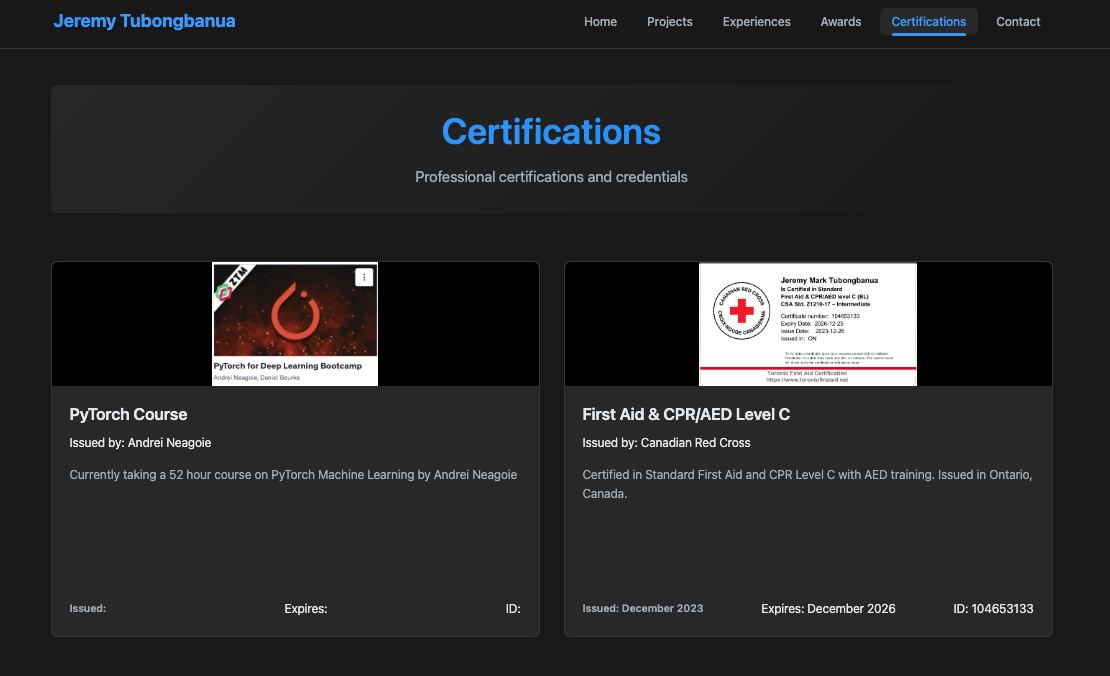 Jeremy Tubongbanua
Home Projects Experiences Awards Certifications Contact
Certifications
Professional certifications and credentials
ZTM
PyTorch for Deep Learning Bootcamp
Andrei Neagoie, Daniel Bourke
PyTorch Course
Issued by: Andrei Neagoie
Currently taking a 52 hour course on PyTorch Machine Learning by Andrei Neagoie
Issued: Expires: ID:
CANADIAN RED CROSS
CROIX-ROUGE CANADIENNE
Jeremy Mark Tubongbanua
Is Certified in Standard
First Aid & CPR/AED level C (BL)
CSA Std. Z1210-17 – Intermediate
Certificate number: 104653133
Expiry Date: 2026-12-25
Issue Date: 2023-12-26
Issued in: ON
Toronto First Aid Certification
https://www.torontofirstaid.net
First Aid & CPR/AED Level C
Issued by: Canadian Red Cross
Certified in Standard First Aid and CPR Level C with AED training. Issued in Ontario,
Canada.
Issued: December 2023 Expires: December 2026 ID: 104653133